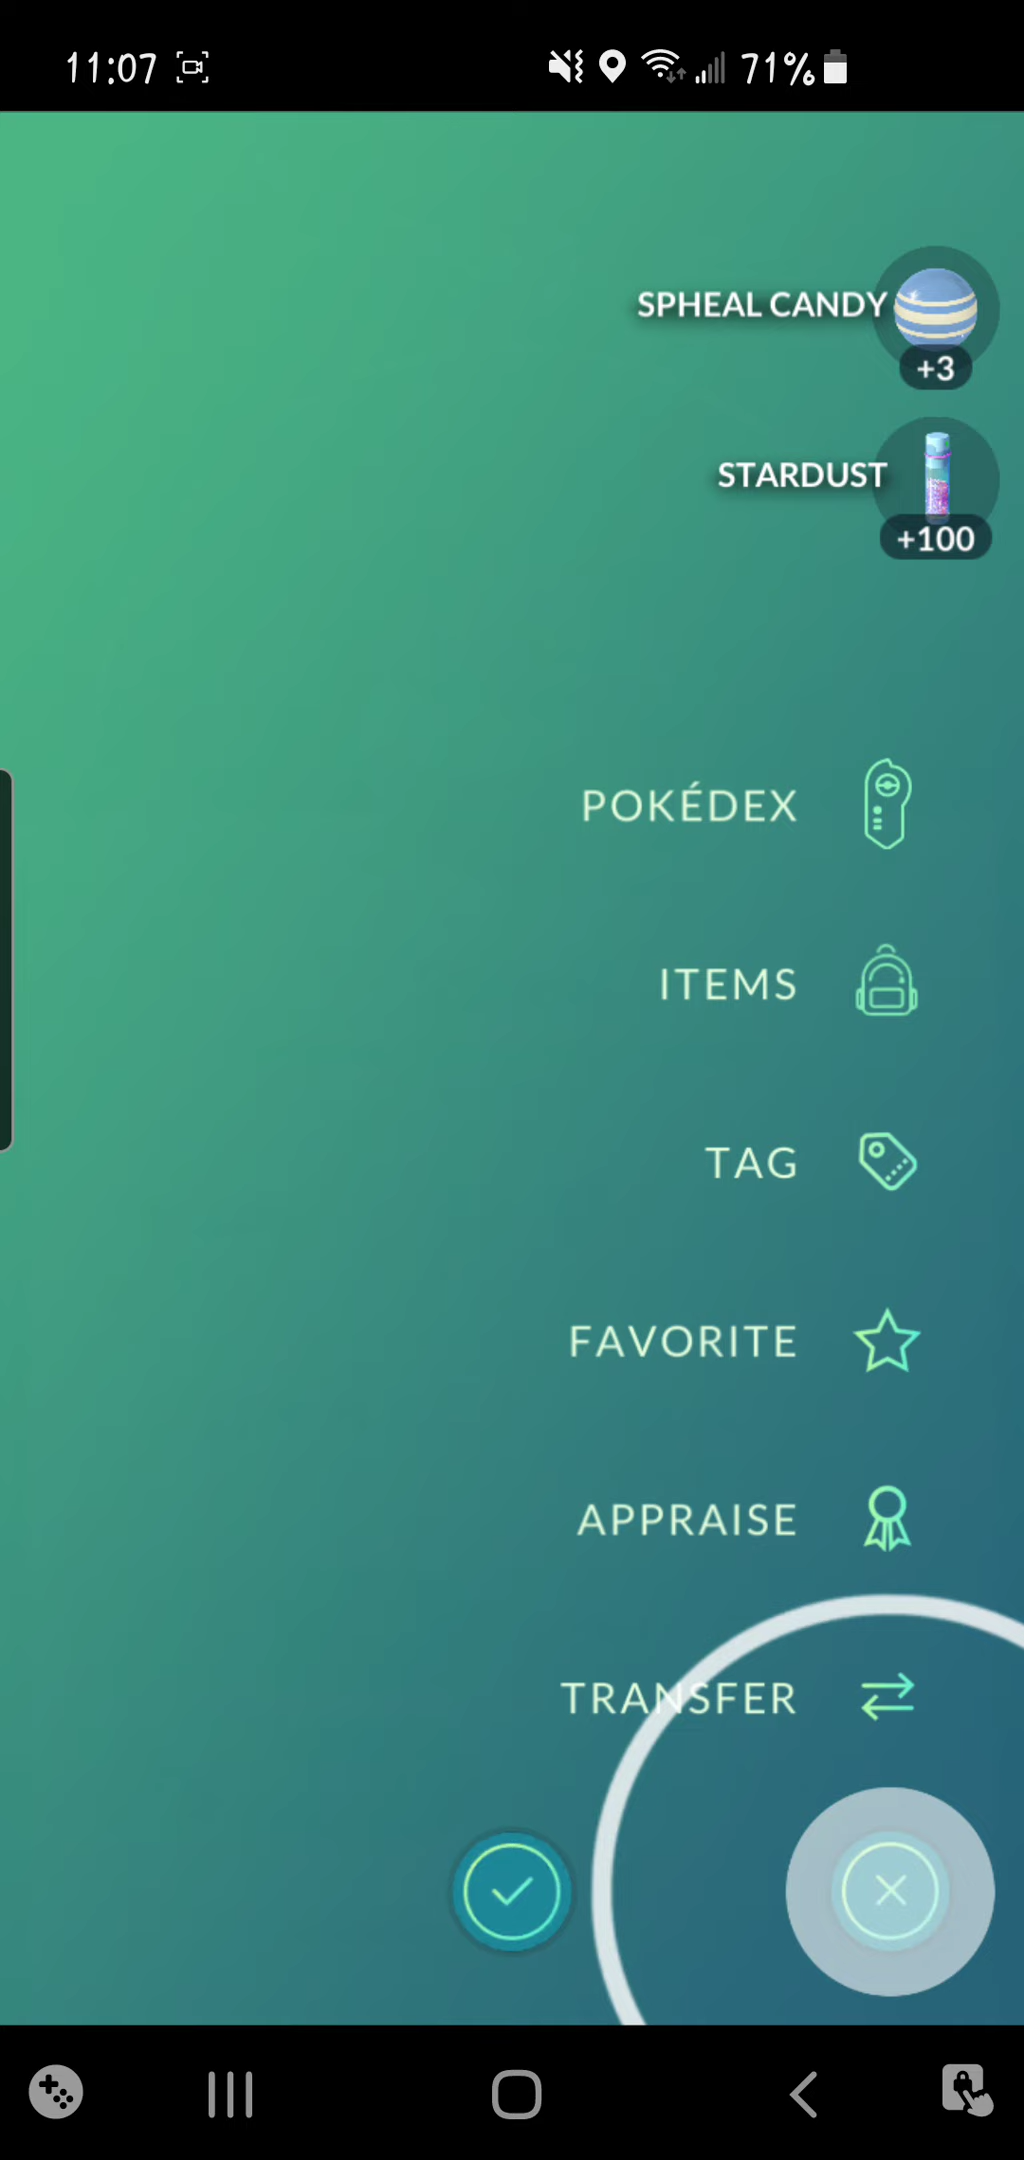 11:07
71%
SPHEAL CANDY
+3
STARDUST
+100
POKÉDEX
ITEMS
TAG
FAVORITE
APPRAISE
TRANSFER